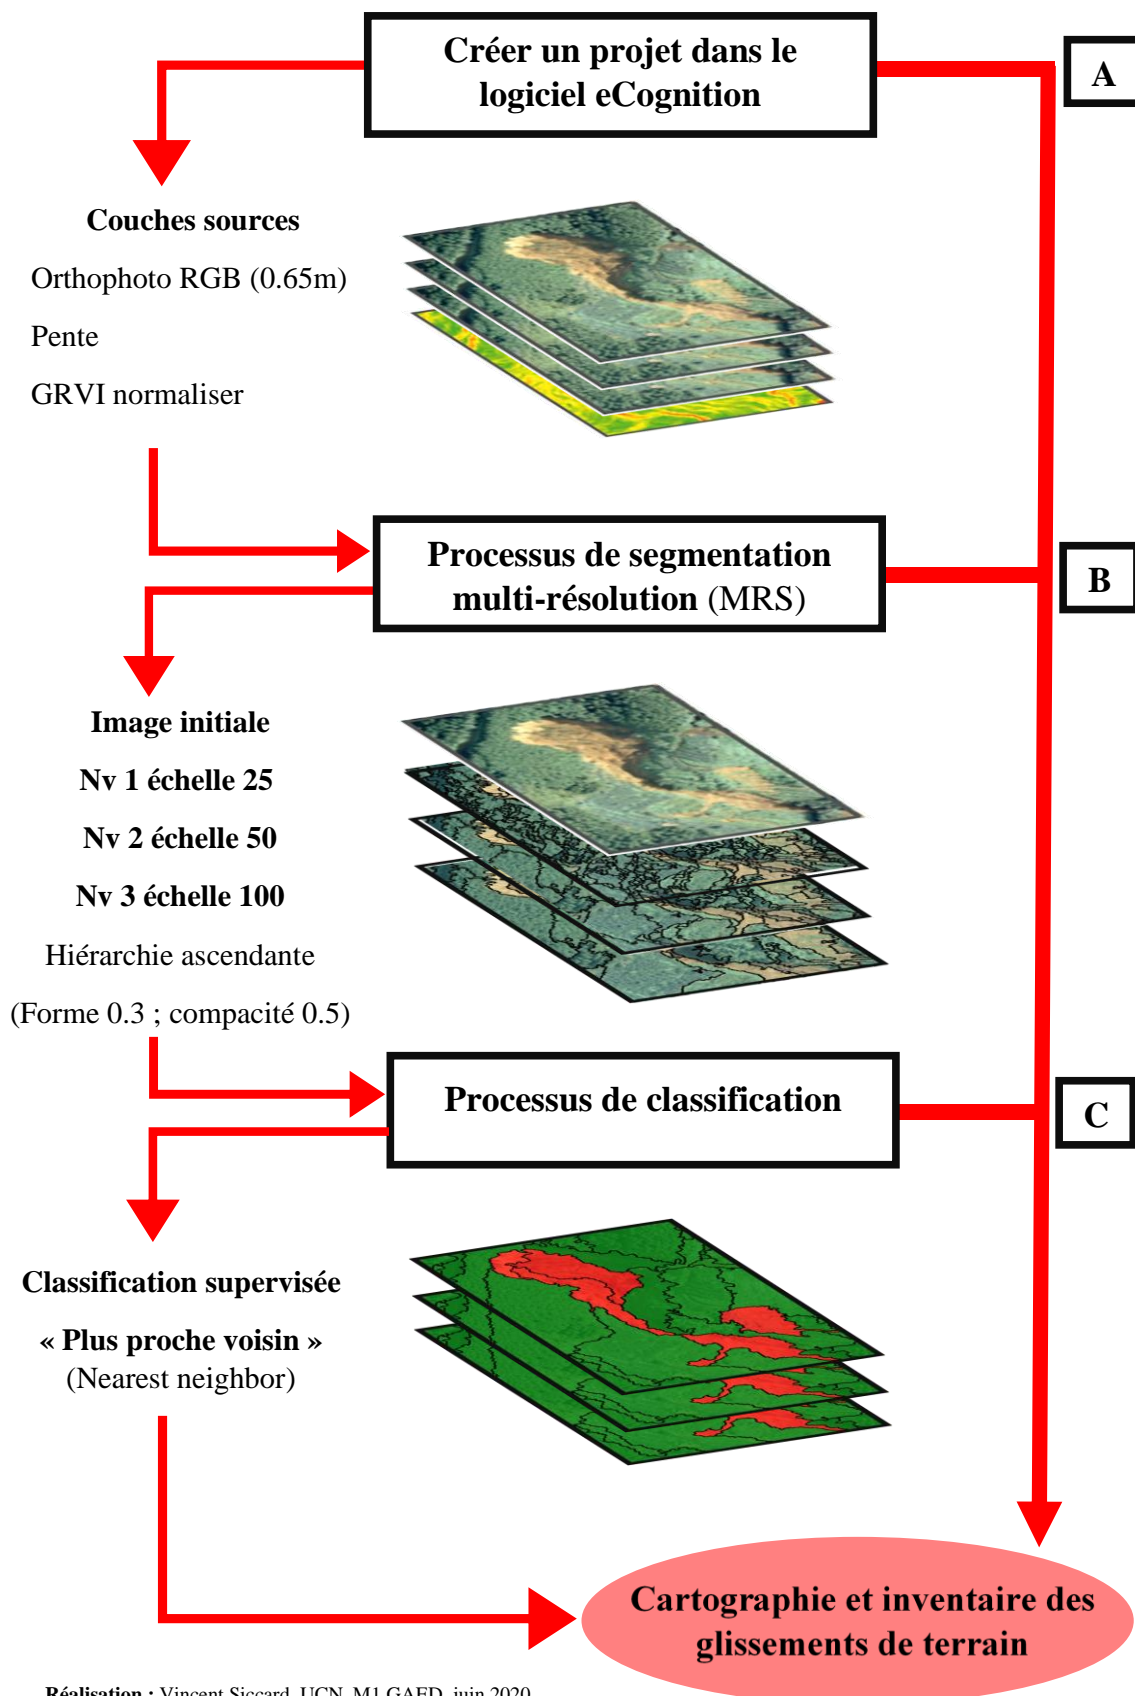 Créer un projet dans le
logiciel eCognition
A
Couches sources
Orthophoto RGB (0.65m)
Pente
GRVI normaliser
Processus de segmentation
multi-résolution (MRS)
B
Image initiale
Nv 1 échelle 25
Nv 2 échelle 50
Nv 3 échelle 100
Hiérarchie ascendante
(Forme 0.3 ; compacité 0.5)
Processus de classification
C
Classification supervisée
« Plus proche voisin »
(Nearest neighbor)
Cartographie et inventaire des
glissements de terrain
Réalisation : Vincent Siccard, UCN, M1 GAED, juin 2020